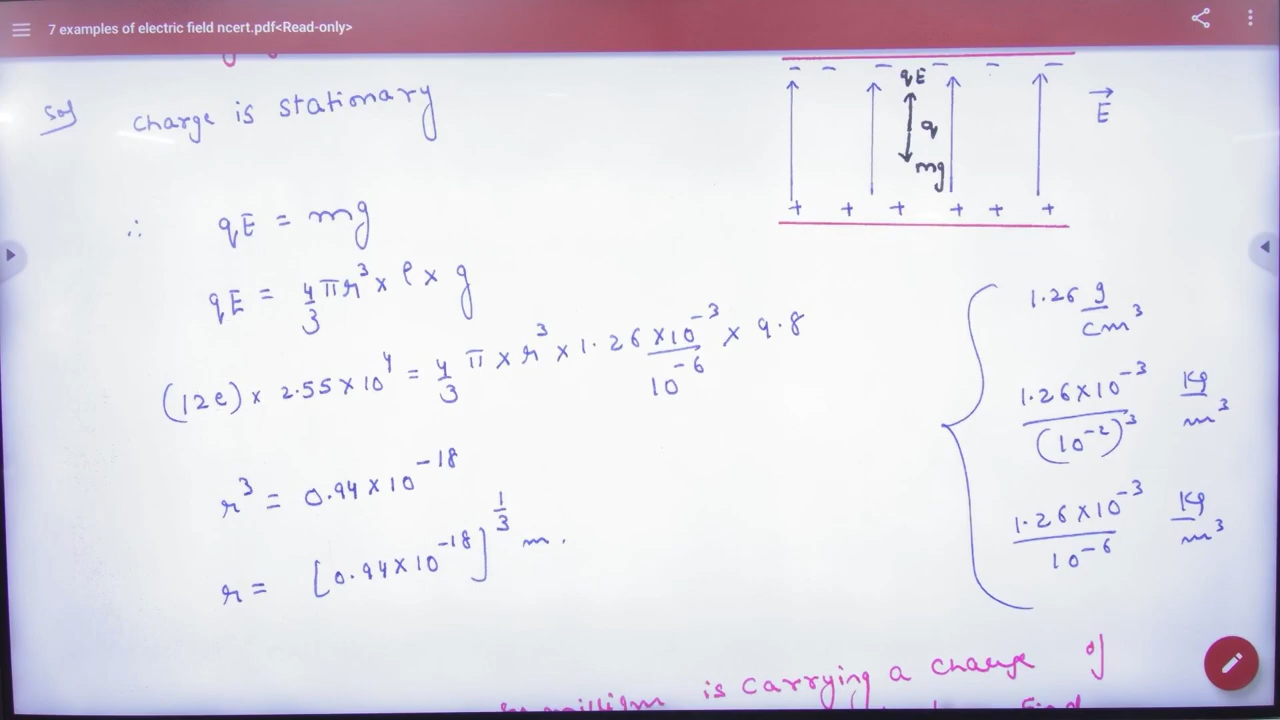 7 examples of electric field ncert.pdf<Read-only>
Sol charge is stationary
∴ qE = mg
qE = 4/3 πr³ × ρ × g
(12e) × 2.55×10⁴ = 4/3 π × r³ × 1.26 ×10⁻³/10⁻⁶ × 9.8
r³ = 0.94×10⁻¹⁸
r = [0.94×10⁻¹⁸]^1/3 m.
− − − − − −
qE
q
mg
E⃗
+ + + + + +
1.26 g/cm³
1.26×10⁻³/(10⁻²)³ Kg/m³
1.26×10⁻³/10⁻⁶ Kg/m³
is carrying a charge of